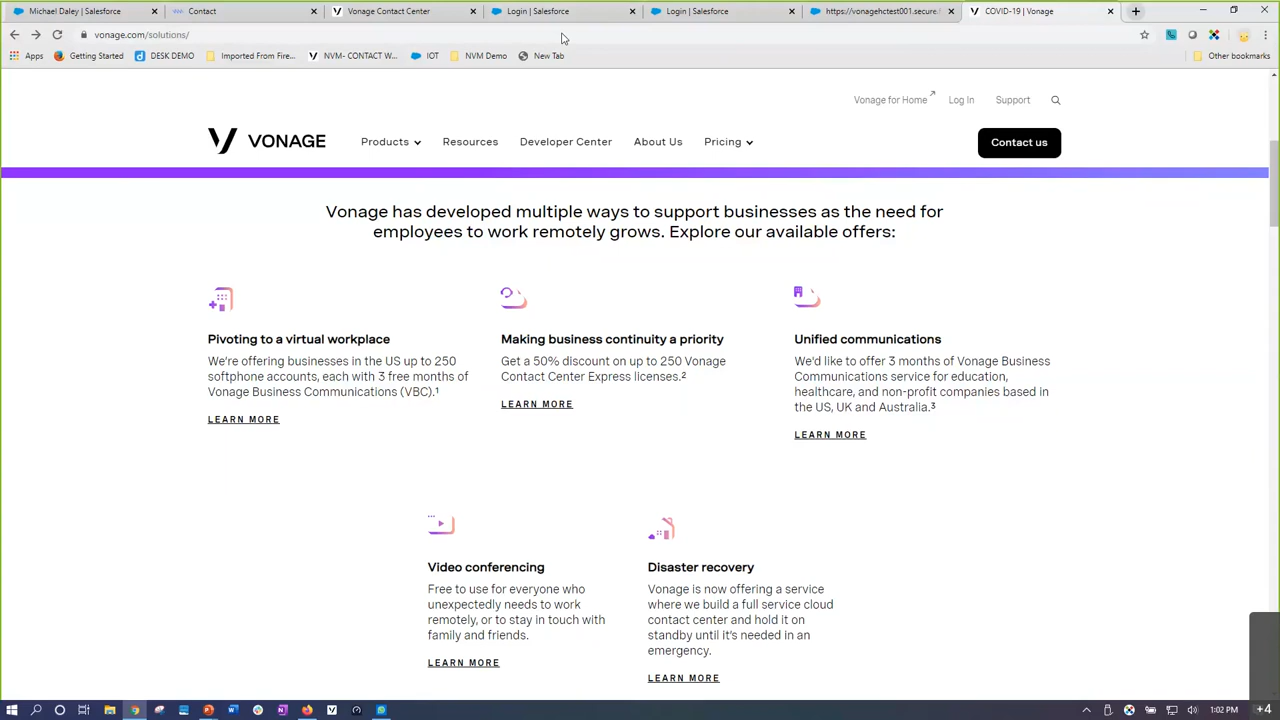 Michael Daley | Salesforce
Contact
Vonage Contact Center
Login | Salesforce
Login | Salesforce
https://vonagehctest001.secure.
COVID-19 | Vonage
vonage.com/solutions/
Apps
Getting Started
DESK DEMO
Imported From Fire...
NVM- CONTACT W...
IOT
NVM Demo
New Tab
Other bookmarks
Vonage for Home
Log In
Support
VONAGE
Products
Resources
Developer Center
About Us
Pricing
Contact us
Vonage has developed multiple ways to support businesses as the need for
employees to work remotely grows. Explore our available offers:
Pivoting to a virtual workplace
We're offering businesses in the US up to 250
softphone accounts, each with 3 free months of
Vonage Business Communications (VBC).¹
LEARN MORE
Making business continuity a priority
Get a 50% discount on up to 250 Vonage
Contact Center Express licenses.²
LEARN MORE
Unified communications
We'd like to offer 3 months of Vonage Business
Communications service for education,
healthcare, and non-profit companies based in
the US, UK and Australia.³
LEARN MORE
Video conferencing
Free to use for everyone who
unexpectedly needs to work
remotely, or to stay in touch with
family and friends.
LEARN MORE
Disaster recovery
Vonage is now offering a service
where we build a full service cloud
contact center and hold it on
standby until it's needed in an
emergency.
LEARN MORE
1:02 PM
+4